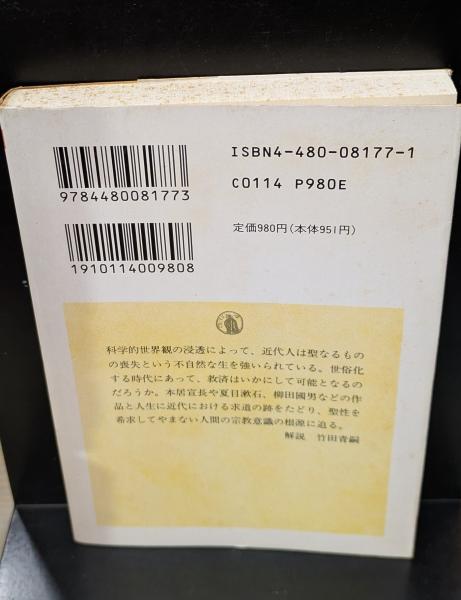 ISBN4-480-08177-1
C0114 P980E
9784480081773
定価980円(本体951円)
1910114009808
科学的世界観の浸透によって、近代人は聖なるもの
の喪失という不自然な生を強いられている。世俗化
する時代にあって、救済はいかにして可能となるの
だろうか。本居宣長や夏目漱石、柳田國男などの作
品と人生に近代における求道の跡をたどり、聖性を
希求してやまない人間の宗教意識の根源に迫る。
解説 竹田青嗣